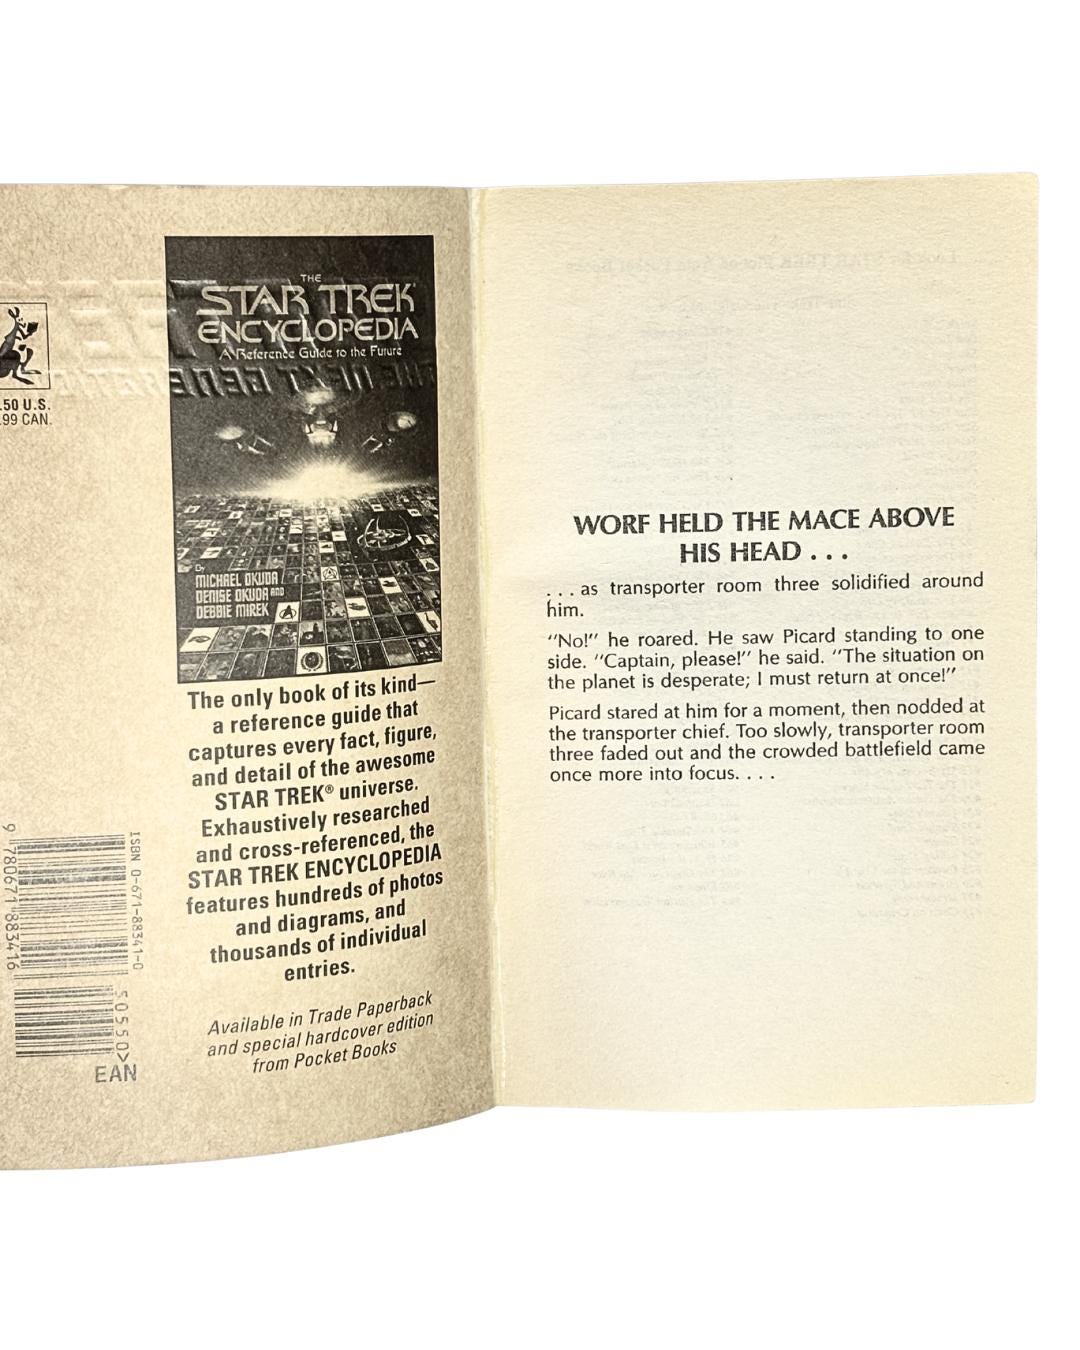 .50 U.S.
.99 CAN.
9 780671 883416
ISBN 0-671-88341-0
50550>
EAN
THE
STAR TREK
ENCYCLOPEDIA
A Reference Guide to the Future
By
MICHAEL OKUDA
DENISE OKUDA AND
DEBBIE MIREK
The only book of its kind—
a reference guide that
captures every fact, figure,
and detail of the awesome
STAR TREK® universe.
Exhaustively researched
and cross-referenced, the
STAR TREK ENCYCLOPEDIA
features hundreds of photos
and diagrams, and
thousands of individual
entries.
Available in Trade Paperback
and special hardcover edition
from Pocket Books
WORF HELD THE MACE ABOVE
HIS HEAD . . .
. . . as transporter room three solidified around
him.
"No!" he roared. He saw Picard standing to one
side. "Captain, please!" he said. "The situation on
the planet is desperate; I must return at once!"
Picard stared at him for a moment, then nodded at
the transporter chief. Too slowly, transporter room
three faded out and the crowded battlefield came
once more into focus. . . .